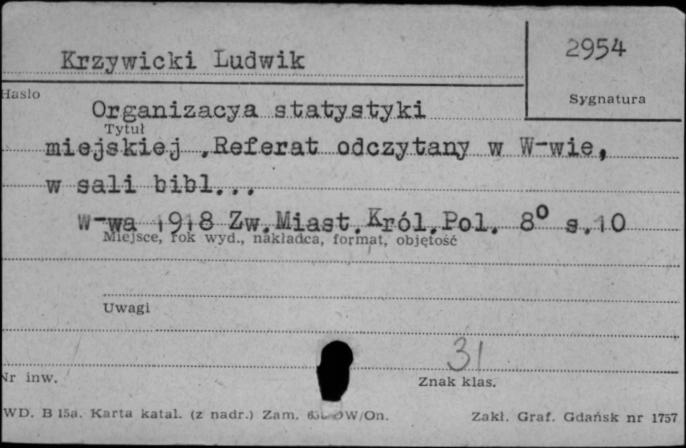 Krzywicki Ludwik
2954
Hasło
Sygnatura
Organizacya statystyki
Tytuł
miejskiej ,Referat odczytany w W-wie,
w sali bibl...
W-wa 1918 Zw.Miast.Król.Pol. 8° s.10
Miejsce, rok wyd., nakładca, format, objętość
Uwagi
31
Nr inw.
Znak klas.
WD. B 15a. Karta katal. (z nadr.) Zam. W/On.
Zakł. Graf. Gdańsk nr 1757